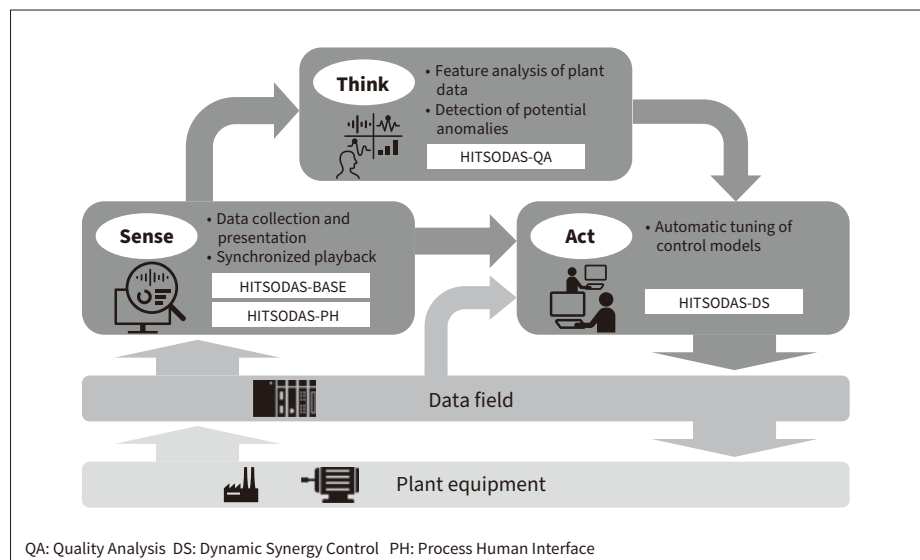 Think
• Feature analysis of plant
data
• Detection of potential
anomalies
HITSODAS-QA
Sense
• Data collection and
presentation
• Synchronized playback
HITSODAS-BASE
HITSODAS-PH
Act
• Automatic tuning of
control models
HITSODAS-DS
Data field
Plant equipment
QA: Quality Analysis DS: Dynamic Synergy Control PH: Process Human Interface